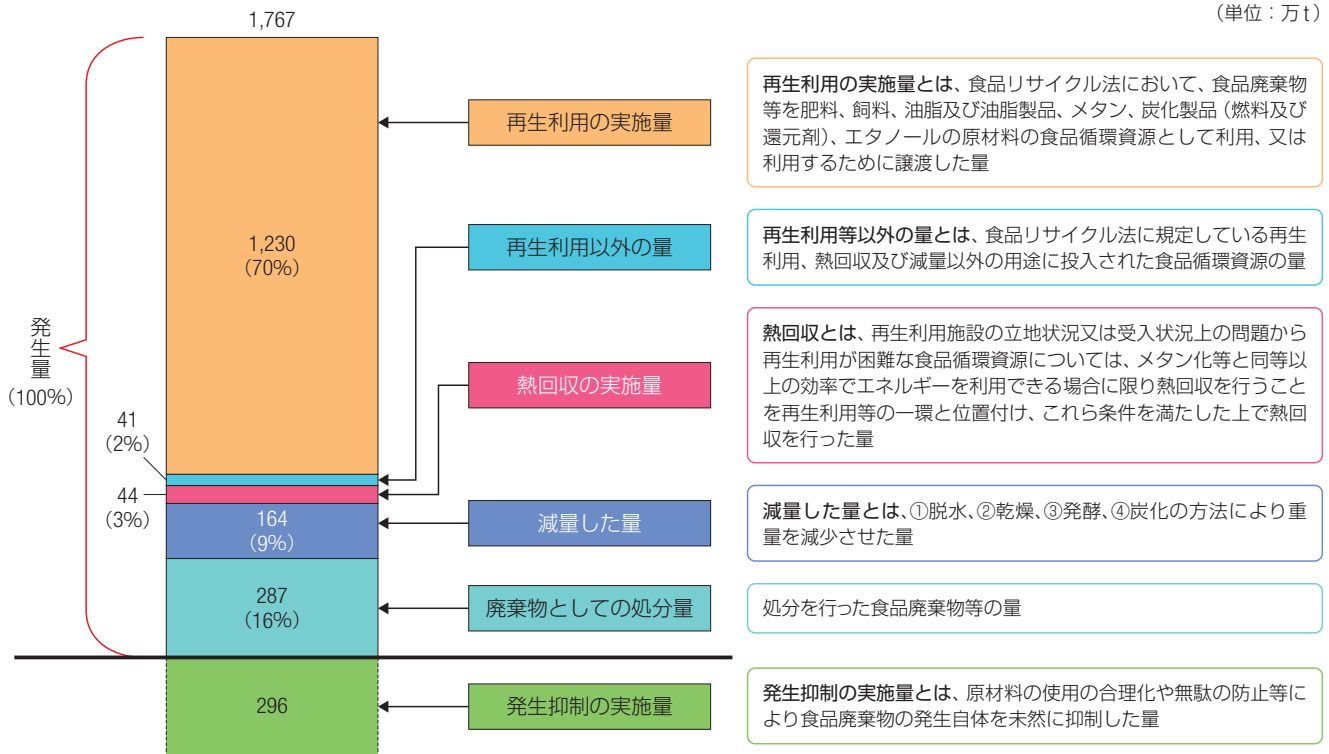 (単位:万t)
1,767
発生量
(100%)
1,230
(70%)
41
(2%)
44
(3%)
164
(9%)
287
(16%)
296
再生利用の実施量
再生利用以外の量
熱回収の実施量
減量した量
廃棄物としての処分量
発生抑制の実施量
再生利用の実施量とは、食品リサイクル法において、食品廃棄物
等を肥料、飼料、油脂及び油脂製品、メタン、炭化製品(燃料及び
還元剤)、エタノールの原材料の食品循環資源として利用、又は
利用するために譲渡した量
再生利用等以外の量とは、食品リサイクル法に規定している再生
利用、熱回収及び減量以外の用途に投入された食品循環資源の量
熱回収とは、再生利用施設の立地状況又は受入状況上の問題から
再生利用が困難な食品循環資源については、メタン化等と同等以
上の効率でエネルギーを利用できる場合に限り熱回収を行うこと
を再生利用等の一環と位置付け、これら条件を満たした上で熱回
収を行った量
減量した量とは、①脱水、②乾燥、③発酵、④炭化の方法により重
量を減少させた量
処分を行った食品廃棄物等の量
発生抑制の実施量とは、原材料の使用の合理化や無駄の防止等に
より食品廃棄物の発生自体を未然に抑制した量